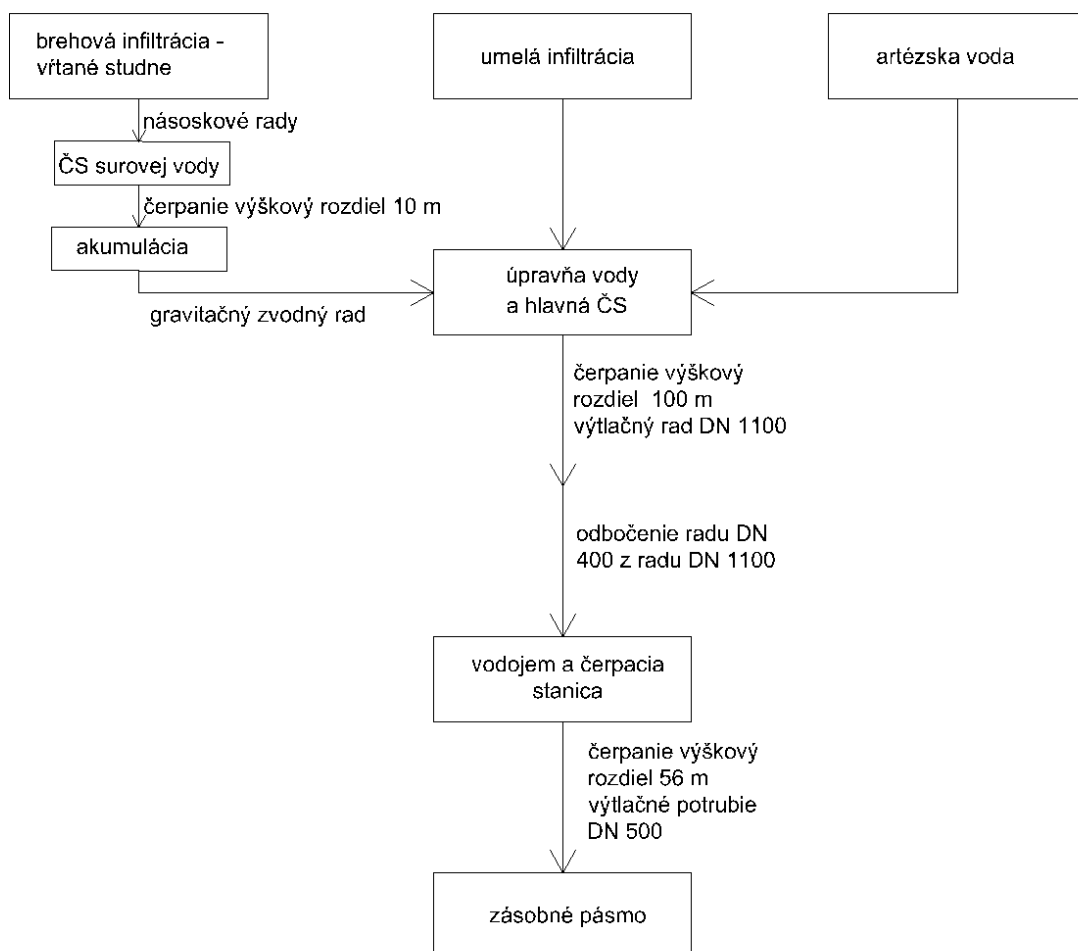 brehová infiltrácia -
vŕtané studne
umelá infiltrácia
artézska voda
násoskové rady
ČS surovej vody
čerpanie výškový rozdiel 10 m
akumulácia
gravitačný zvodný rad
úpravňa vody
a hlavná ČS
čerpanie výškový
rozdiel 100 m
výtlačný rad DN 1100
odbočenie radu DN
400 z radu DN 1100
vodojem a čerpacia
stanica
čerpanie výškový
rozdiel 56 m
výtlačné potrubie
DN 500
zásobné pásmo